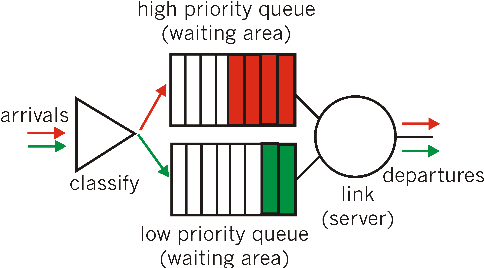 high priority queue
(waiting area)
arrivals
classify
departures
link
(server)
low priority queue
(waiting area)